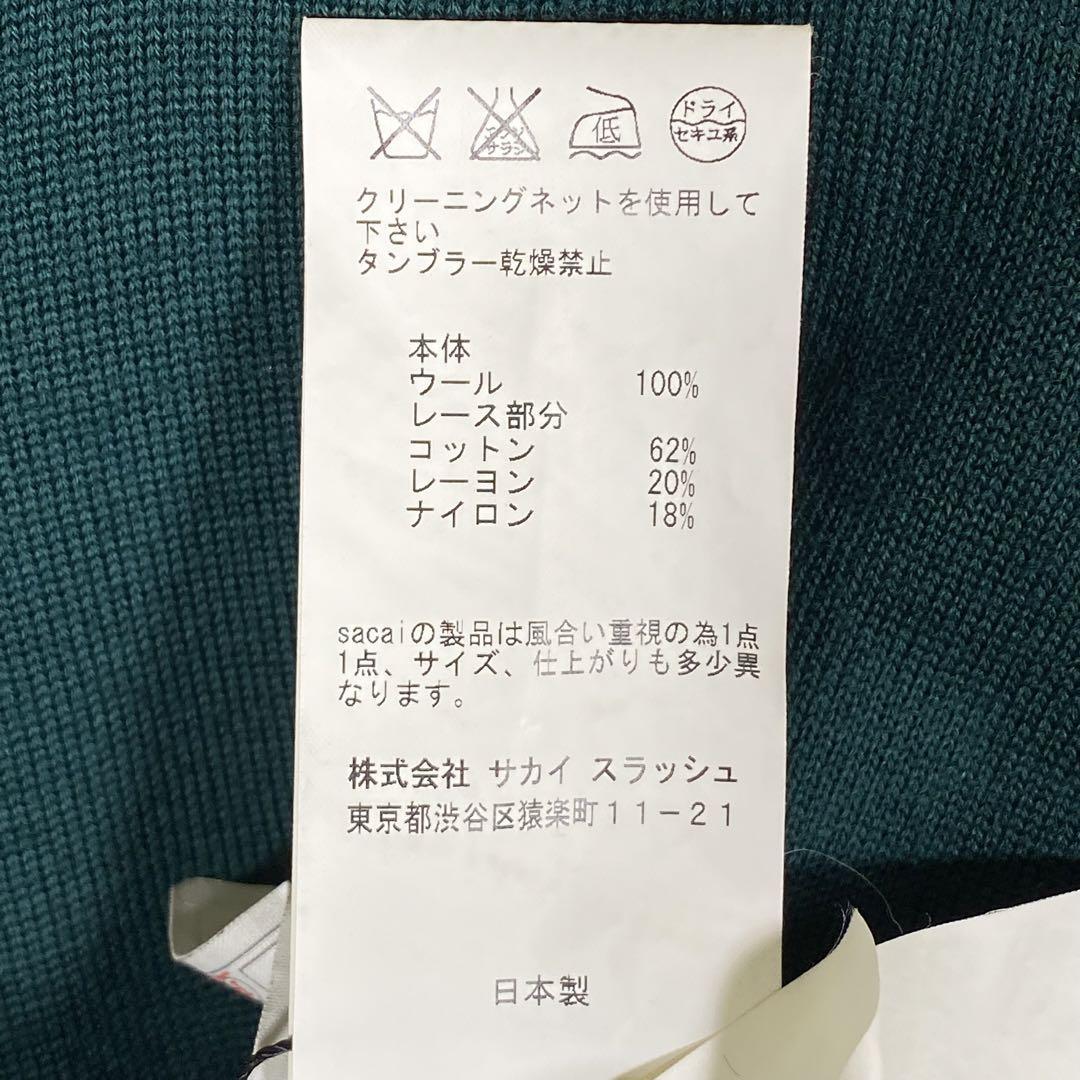 エンソ
サラシ
低
ドライ
セキユ系
クリーニングネットを使用して
下さい
タンブラー乾燥禁止
本体
ウール 100%
レース部分
コットン 62%
レーヨン 20%
ナイロン 18%
sacaiの製品は風合い重視の為1点
1点、サイズ、仕上がりも多少異
なります。
株式会社 サカイ スラッシュ
東京都渋谷区猿楽町11-21
日本製